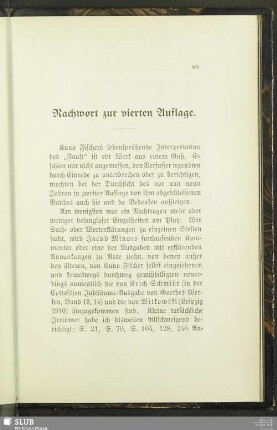 Nachwort zur vierten Auflage.
Kuno Fischers lebensprühende Interpretation
des „Faust“ ist ein Werk aus einem Guß. Es
schien mir nicht angemessen, den Verfasser irgendwo
durch Einrede zu unterbrechen oder zu berichtigen,
mochten bei der Durchsicht des vor nun neun
Jahren in zweiter Auflage von ihm abgeschlossenen
Bandes auch hie und da Bedenken aufsteigen.
Am wenigsten war ein Nachtragen mehr oder
weniger belangloser Einzelheiten am Platz. Wer
Sach- oder Worterklärungen zu einzelnen Stellen
sucht, wird Jacob Minors fortlaufenden Kom-
mentar oder eine der Ausgaben mit erklärenden
Anmerkungen zu Rate ziehn, von denen außer
den älteren, von Kuno Fischer selbst eingesehenen
und keineswegs durchweg gemißbilligten neuer-
dings namentlich die von Erich Schmidt (in der
Cottaschen Jubiläums-Ausgabe von Goethes Wer-
ken, Band 13, 14) und die von Witkowski (Leipzig
1910) hinzugekommen sind. Kleine tatsächliche
Irrtümer habe ich bisweilen stillschweigend be-
richtigt: S. 21, S. 70, S. 104, 128, 246 An-
SLUB